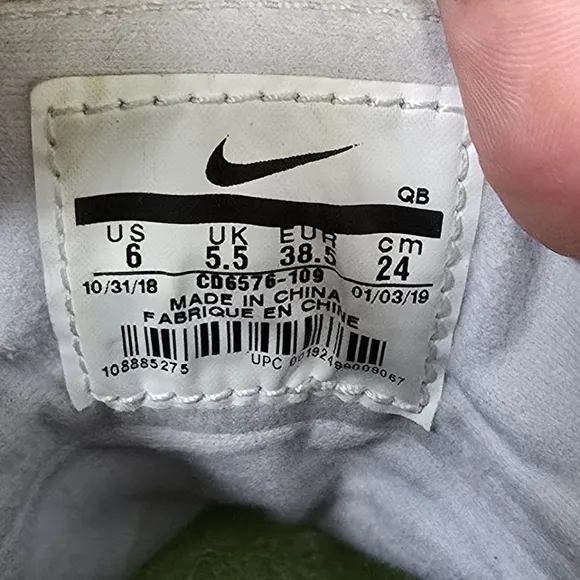 QB
US UK EUR cm
6 5.5 38.5 24
CD6576-109
10/31/18 01/03/19
MADE IN CHINA
FABRIQUE EN CHINE
108885275 UPC